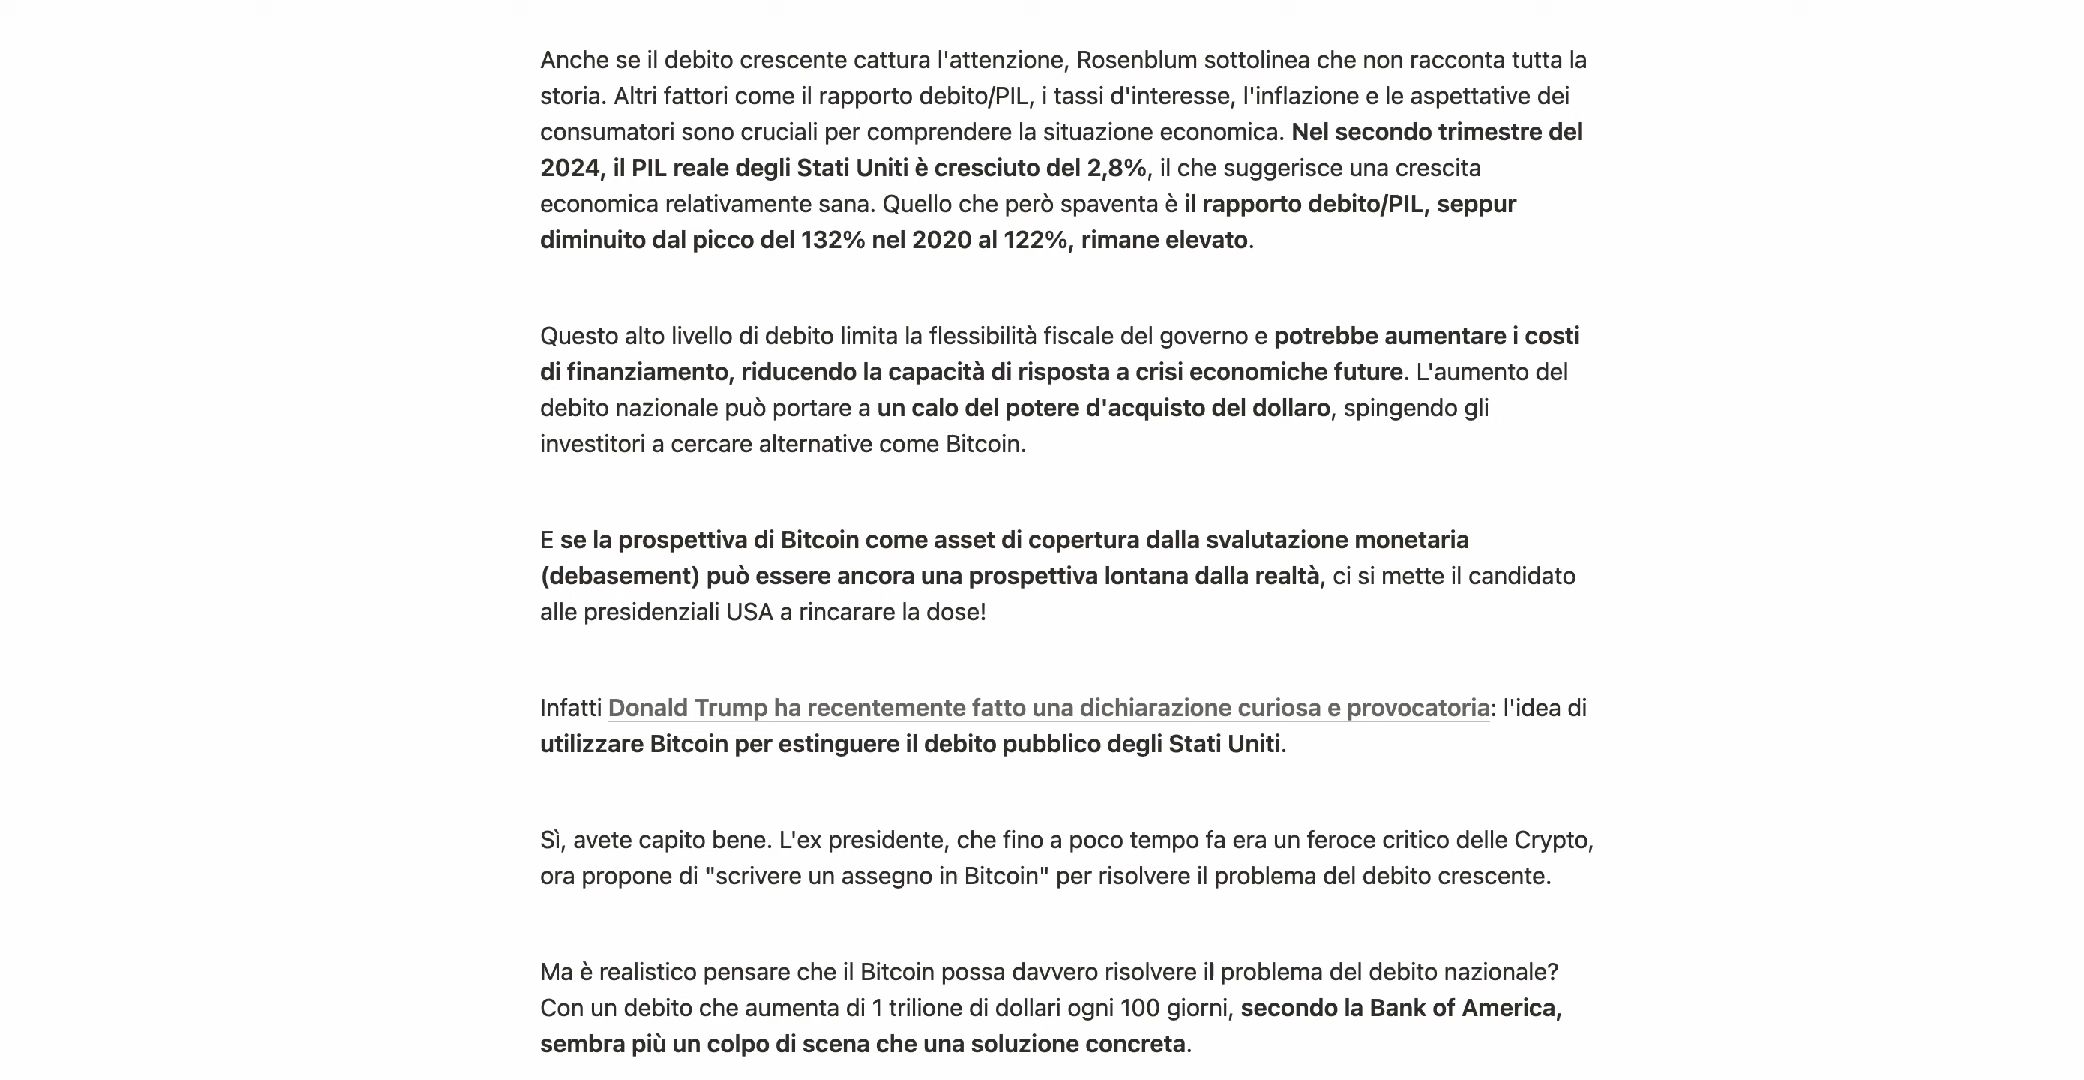 Anche se il debito crescente cattura l'attenzione, Rosenblum sottolinea che non racconta tutta la
storia. Altri fattori come il rapporto debito/PIL, i tassi d'interesse, l'inflazione e le aspettative dei
consumatori sono cruciali per comprendere la situazione economica. Nel secondo trimestre del
2024, il PIL reale degli Stati Uniti è cresciuto del 2,8%, il che suggerisce una crescita
economica relativamente sana. Quello che però spaventa è il rapporto debito/PIL, seppur
diminuito dal picco del 132% nel 2020 al 122%, rimane elevato.
Questo alto livello di debito limita la flessibilità fiscale del governo e potrebbe aumentare i costi
di finanziamento, riducendo la capacità di risposta a crisi economiche future. L'aumento del
debito nazionale può portare a un calo del potere d'acquisto del dollaro, spingendo gli
investitori a cercare alternative come Bitcoin.
E se la prospettiva di Bitcoin come asset di copertura dalla svalutazione monetaria
(debasement) può essere ancora una prospettiva lontana dalla realtà, ci si mette il candidato
alle presidenziali USA a rincarare la dose!
Infatti Donald Trump ha recentemente fatto una dichiarazione curiosa e provocatoria: l'idea di
utilizzare Bitcoin per estinguere il debito pubblico degli Stati Uniti.
Sì, avete capito bene. L'ex presidente, che fino a poco tempo fa era un feroce critico delle Crypto,
ora propone di "scrivere un assegno in Bitcoin" per risolvere il problema del debito crescente.
Ma è realistico pensare che il Bitcoin possa davvero risolvere il problema del debito nazionale?
Con un debito che aumenta di 1 trilione di dollari ogni 100 giorni, secondo la Bank of America,
sembra più un colpo di scena che una soluzione concreta.